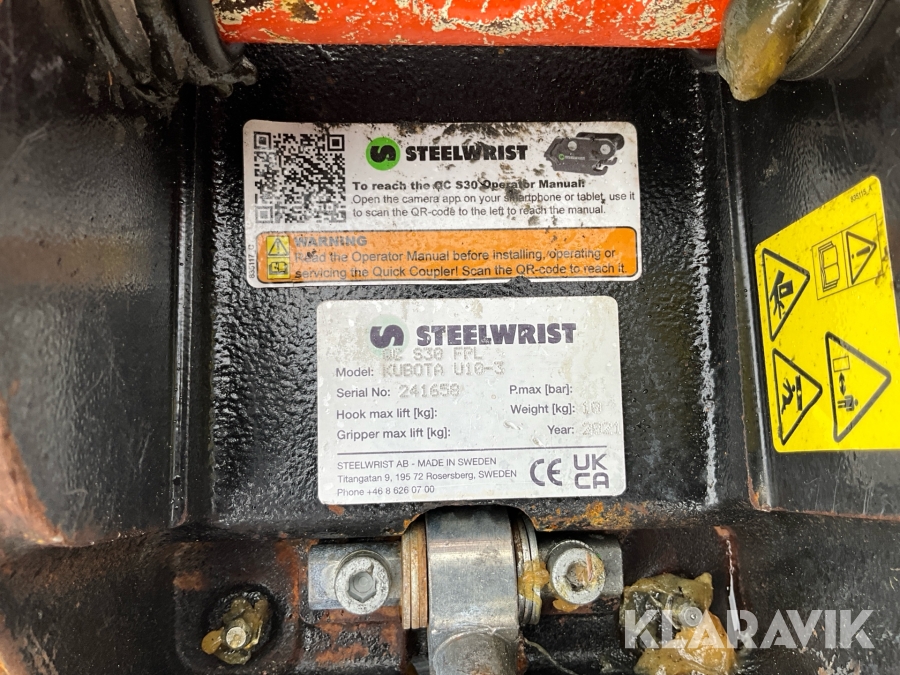 STEELWRIST
To reach the QC S30 Operator Manual:
Open the camera app on your smartphone or tablet, use it
to scan the QR-code to the left to reach the manual.
WARNING
Read the Operator Manual before installing, operating or
servicing the Quick Coupler! Scan the QR-code to reach it.
STEELWRIST
QC S30 FPL
Model: KUBOTA U10-3
Serial No: 241658 P.max [bar]:
Hook max lift [kg]: Weight [kg]:
Gripper max lift [kg]: Year: 2021
STEELWRIST AB - MADE IN SWEDEN
Titangatan 9, 195 72 Rosersberg, SWEDEN
Phone +46 8 626 07 00
CE UK
CA
KLARAVIK